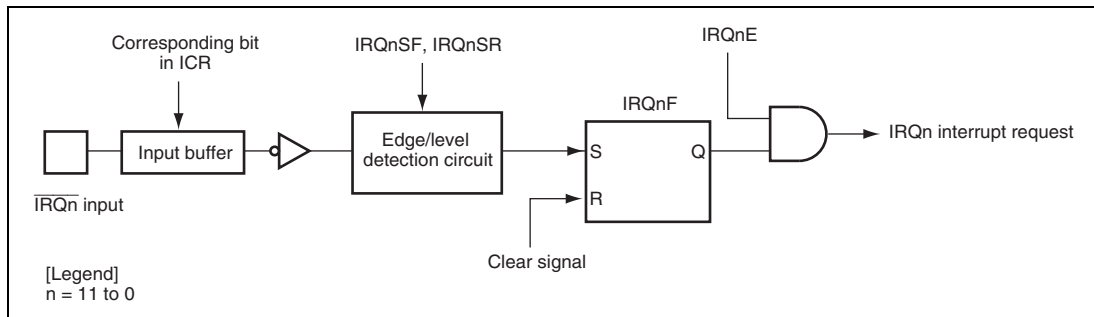 Corresponding bit
in ICR
IRQnSF, IRQnSR
IRQnE
IRQnF
Input buffer
Edge/level
detection circuit
S
Q
R
IRQn interrupt request
IRQn input
Clear signal
[Legend]
n = 11 to 0